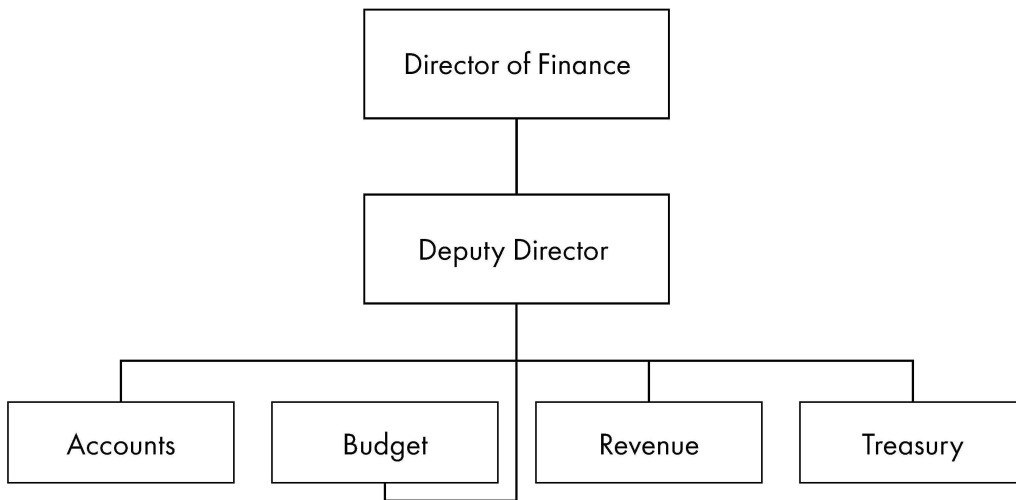 Director of Finance
Deputy Director
Accounts
Budget
Revenue
Treasury